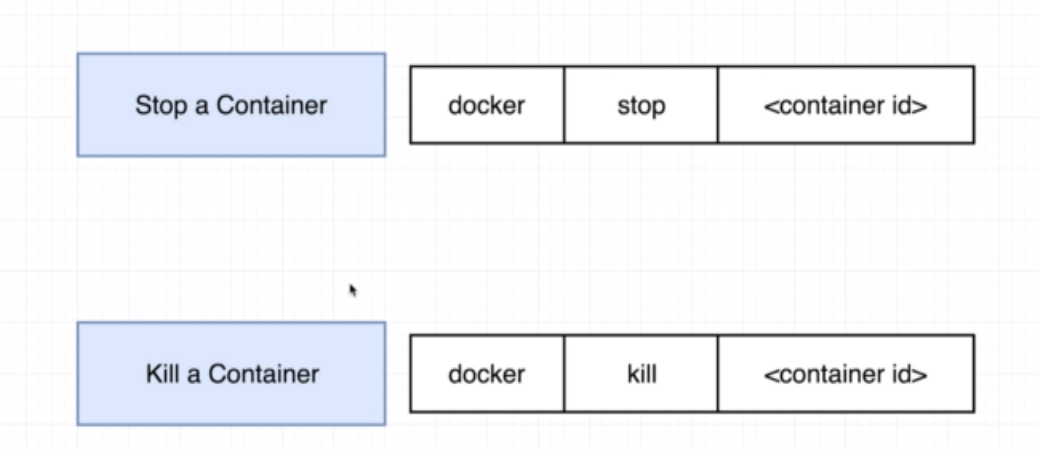 Stop a Container docker stop <container id>
Kill a Container docker kill <container id>